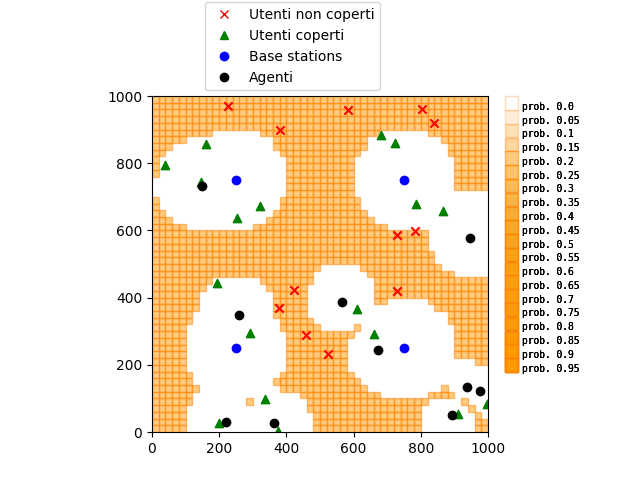 Utenti non coperti
Utenti coperti
Base stations
Agenti
1000
800
600
400
200
0
0
200
400
600
800
1000
prob. 0.0
prob. 0.05
prob. 0.1
prob. 0.15
prob. 0.2
prob. 0.25
prob. 0.3
prob. 0.35
prob. 0.4
prob. 0.45
prob. 0.5
prob. 0.55
prob. 0.6
prob. 0.65
prob. 0.7
prob. 0.75
prob. 0.8
prob. 0.85
prob. 0.9
prob. 0.95